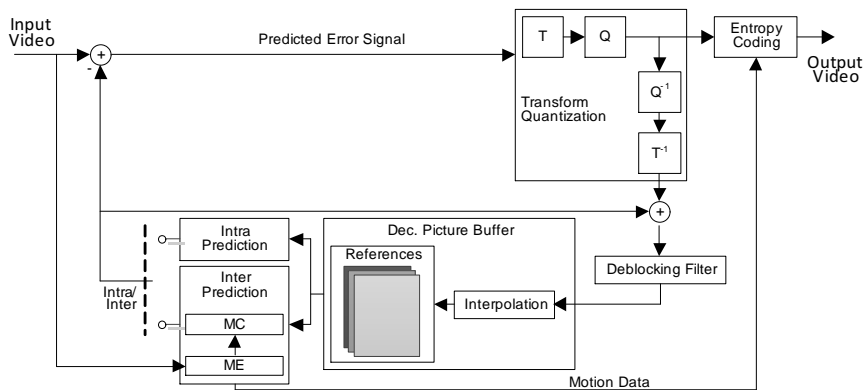 Input
Video
-
Predicted Error Signal
T
Q
Entropy
Coding
Output
Video
Q-1
Transform
Quantization
T-1
Intra
Prediction
Dec. Picture Buffer
References
Deblocking Filter
Inter
Prediction
Interpolation
Intra/
Inter
MC
ME
Motion Data